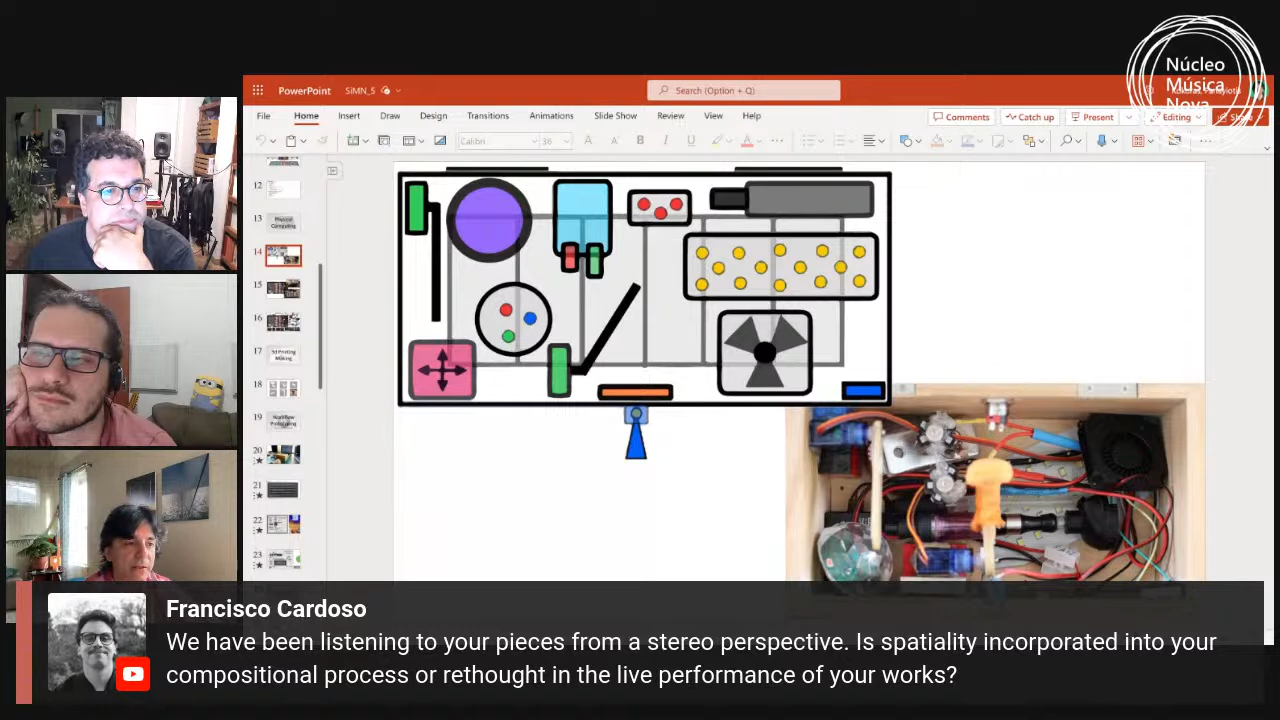 Núcleo
Música
Nova
PowerPoint
SiMN_5
Search (Option + Q)
File
Home
Insert
Draw
Design
Transitions
Animations
Slide Show
Review
View
Help
Comments
Catch up
Present
Editing
Calibri
36
12
13
Physical
Computing
14
15
16
17
3d Printing
Making
18
19
Workflow
Prototyping
20
21
22
23
Francisco Cardoso
We have been listening to your pieces from a stereo perspective. Is spatiality incorporated into your
compositional process or rethought in the live performance of your works?